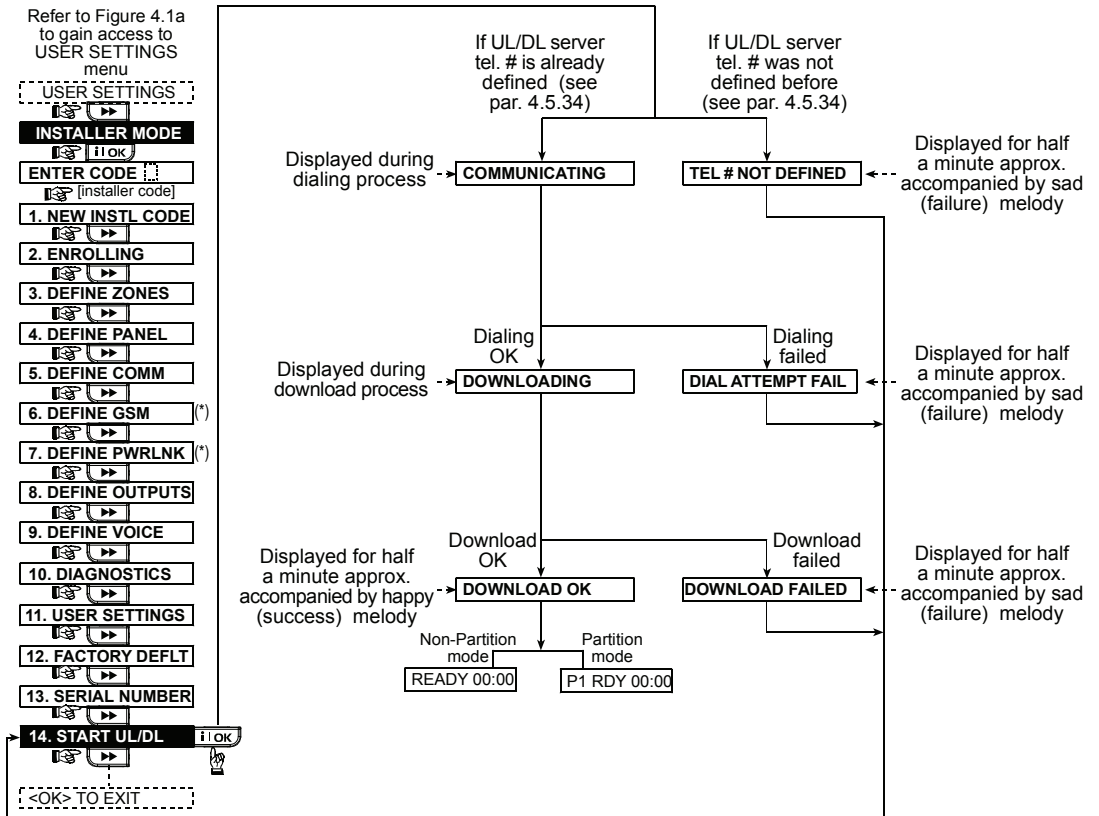 Refer to Figure 4.1a
to gain access to
USER SETTINGS
menu
USER SETTINGS
INSTALLER MODE
i OK
ENTER CODE
[installer code]
1. NEW INSTL CODE
2. ENROLLING
3. DEFINE ZONES
4. DEFINE PANEL
5. DEFINE COMM
6. DEFINE GSM (*)
7. DEFINE PWRLNK (*)
8. DEFINE OUTPUTS
9. DEFINE VOICE
10. DIAGNOSTICS
11. USER SETTINGS
12. FACTORY DEFLT
13. SERIAL NUMBER
14. START UL/DL
i OK
<OK> TO EXIT
If UL/DL server
tel. # is already
defined (see
par. 4.5.34)
If UL/DL server
tel. # was not
defined before
(see par. 4.5.34)
Displayed during
dialing process
COMMUNICATING
TEL # NOT DEFINED
Displayed for half
a minute approx.
accompanied by sad
(failure) melody
Dialing
OK
Dialing
failed
Displayed during
download process
DOWNLOADING
DIAL ATTEMPT FAIL
Displayed for half
a minute approx.
accompanied by sad
(failure) melody
Download
OK
Download
failed
Displayed for half
a minute approx.
accompanied by happy
(success) melody
DOWNLOAD OK
DOWNLOAD FAILED
Displayed for half
a minute approx.
accompanied by sad
(failure) melody
Non-Partition
mode
Partition
mode
READY 00:00
P1 RDY 00:00